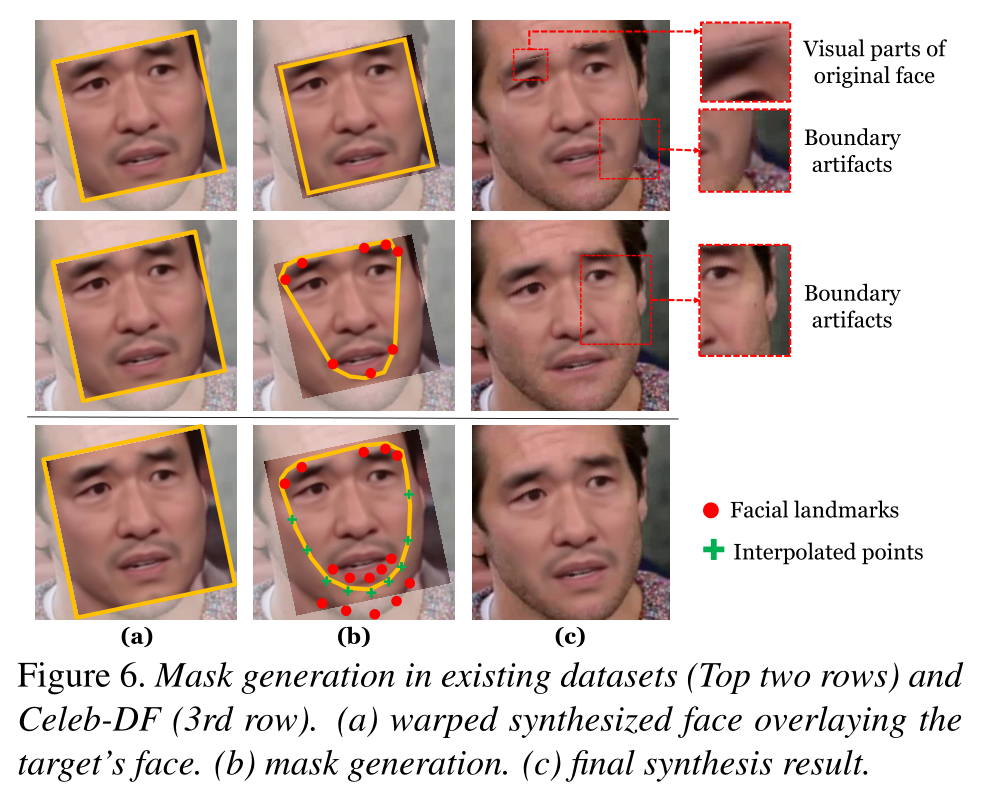 Visual parts of
original face
Boundary
artifacts
Boundary
artifacts
Facial landmarks
Interpolated points
(a)
(b)
(c)
Figure 6. Mask generation in existing datasets (Top two rows) and
Celeb-DF (3rd row). (a) warped synthesized face overlaying the
target's face. (b) mask generation. (c) final synthesis result.